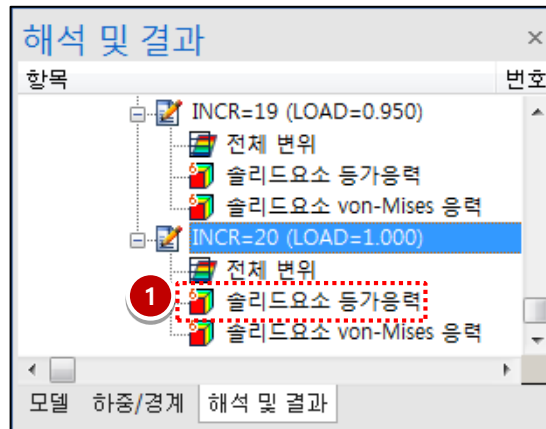 해석 및 결과
항목 번호
INCR=19 (LOAD=0.950)
전체 변위
솔리드요소 등가응력
솔리드요소 von-Mises 응력
INCR=20 (LOAD=1.000)
전체 변위
1 솔리드요소 등가응력
솔리드요소 von-Mises 응력
모델 하중/경계 해석 및 결과